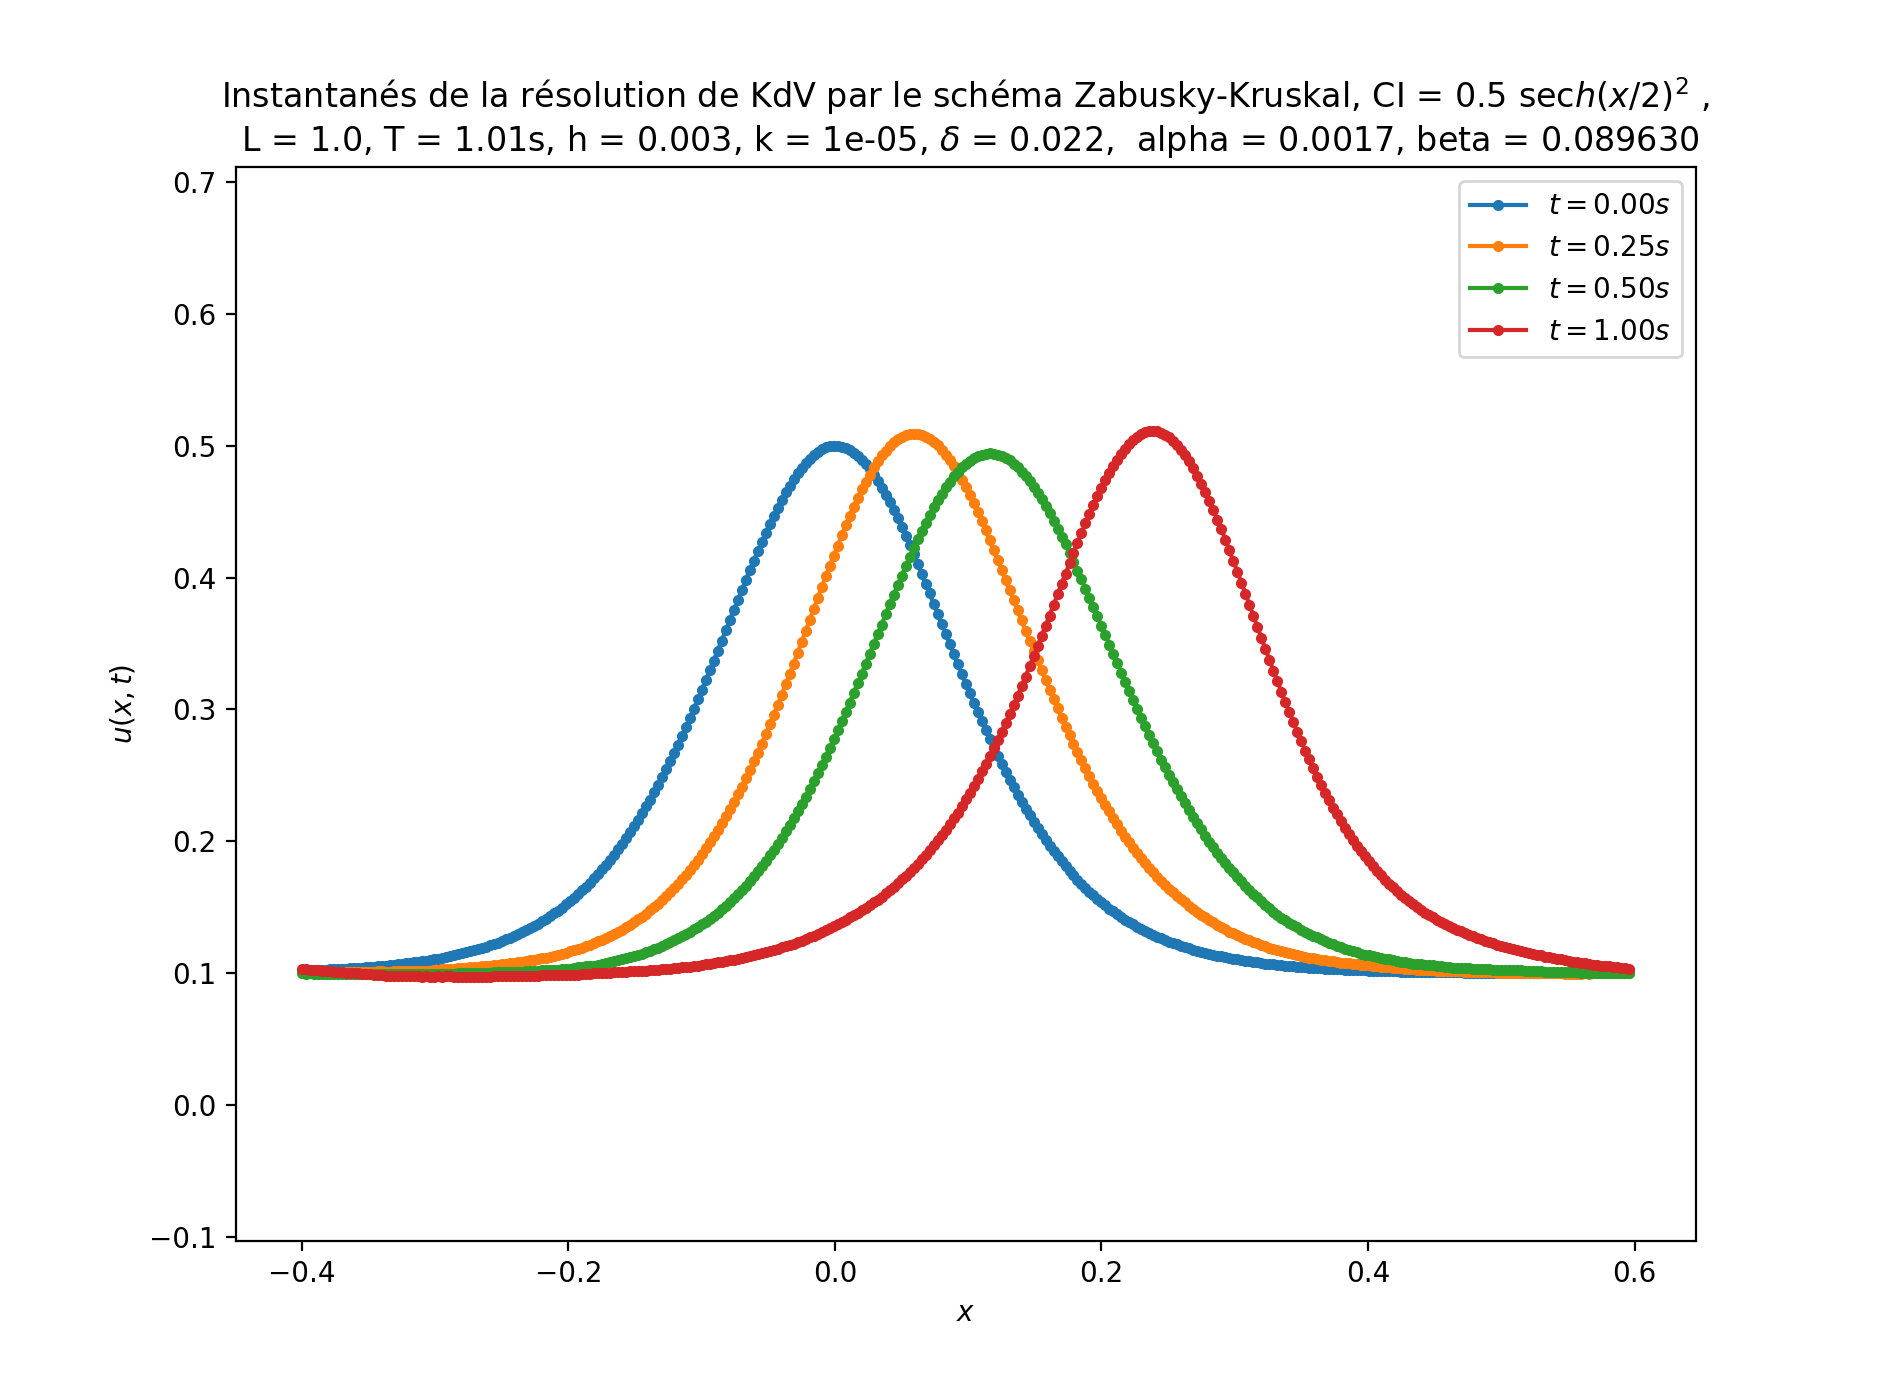 Instantanés de la résolution de KdV par le schéma Zabusky-Kruskal, CI = 0.5 sech(x/2)² ,
L = 1.0, T = 1.01s, h = 0.003, k = 1e-05, δ = 0.022, alpha = 0.0017, beta = 0.089630
t = 0.00s
t = 0.25s
t = 0.50s
t = 1.00s
0.7
0.6
0.5
0.4
0.3
0.2
0.1
0.0
−0.1
u(x, t)
−0.4 −0.2 0.0 0.2 0.4 0.6
x